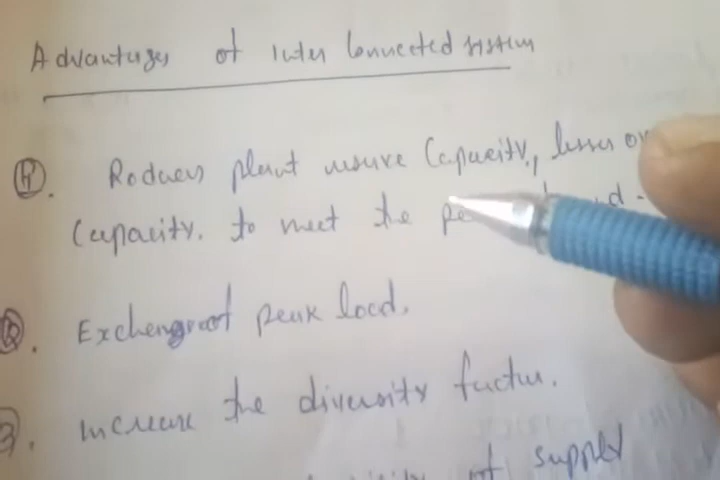 Advantages of Inter Connected system
1. Reduces plant reserve Capacity, lesser
Capacity. to meet the
2. Exchange of peak load.
3. Increase the diversity factor.
of supply